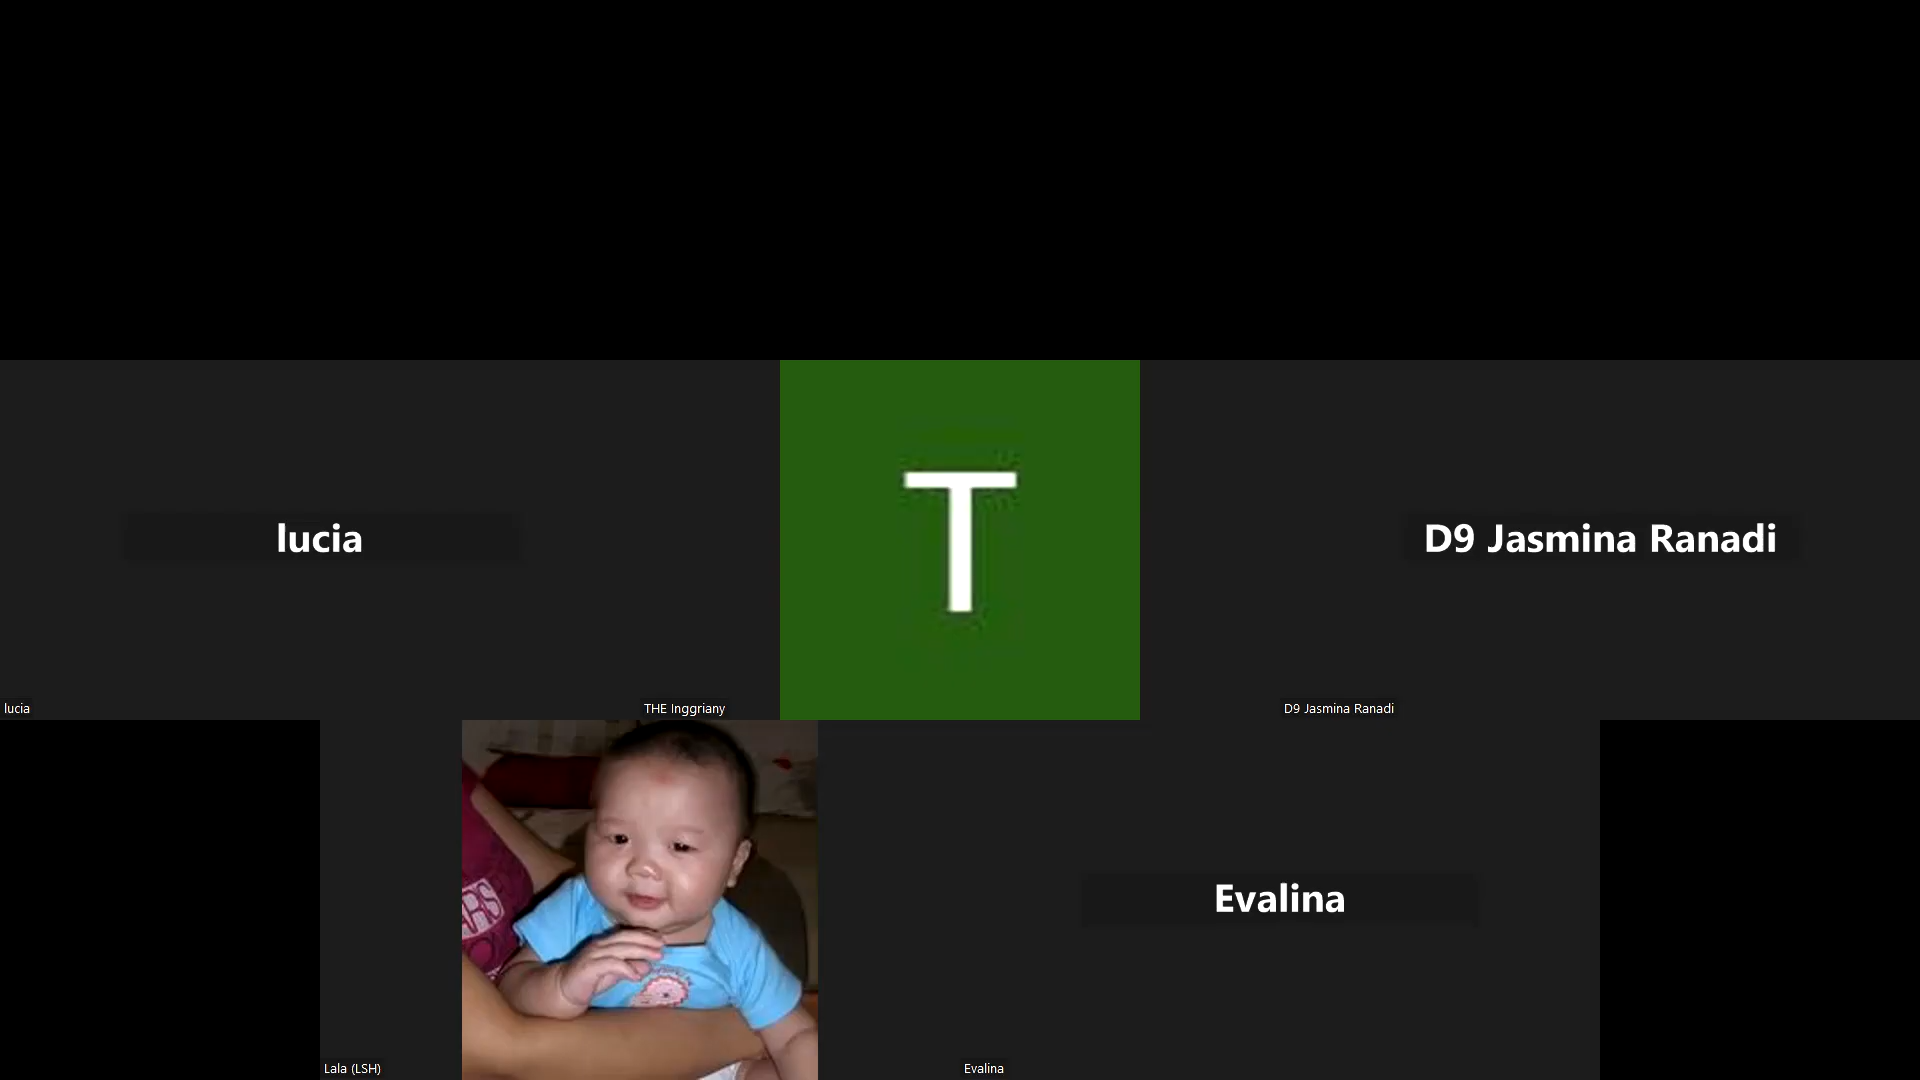 lucia
T
D9 Jasmina Ranadi
lucia
THE Inggriany
D9 Jasmina Ranadi
Evalina
Lala (LSH)
Evalina